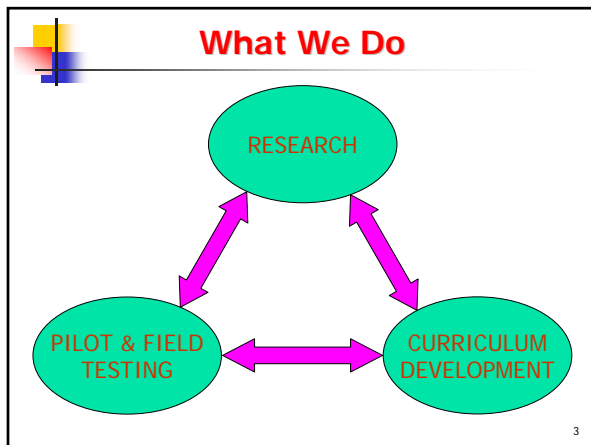 What We Do
RESEARCH
PILOT & FIELD
TESTING
CURRICULUM
DEVELOPMENT
3